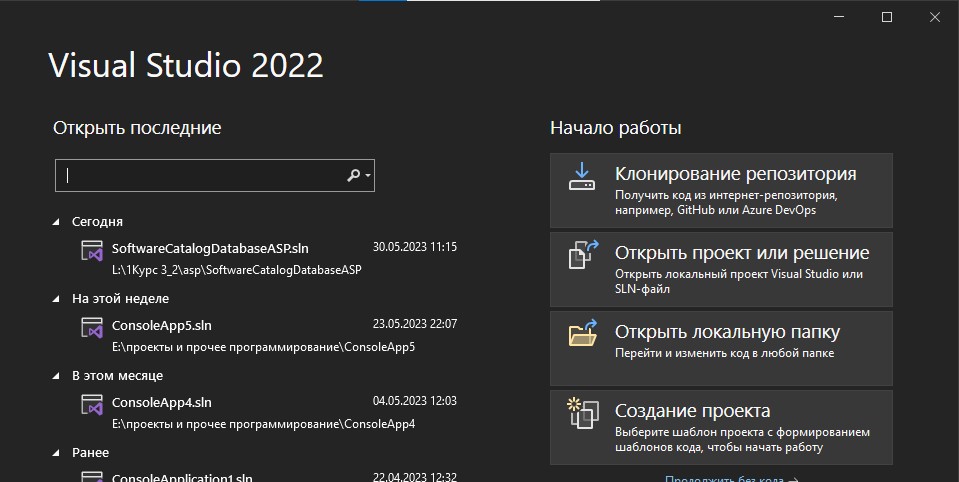 Visual Studio 2022
Открыть последние
Сегодня
SoftwareCatalogDatabaseASP.sln 30.05.2023 11:15
L:\1Курс 3_2\asp\SoftwareCatalogDatabaseASP
На этой неделе
ConsoleApp5.sln 23.05.2023 22:07
E:\проекты и прочее программирование\ConsoleApp5
В этом месяце
ConsoleApp4.sln 04.05.2023 12:03
E:\проекты и прочее программирование\ConsoleApp4
Ранее
ConsoleApplication1.sln 22.04.2023 12:32
Начало работы
Клонирование репозитория
Получить код из интернет-репозитория,
например, GitHub или Azure DevOps
Открыть проект или решение
Открыть локальный проект Visual Studio или
SLN-файл
Открыть локальную папку
Перейти и изменить код в любой папке
Создание проекта
Выберите шаблон проекта с формированием
шаблонов кода, чтобы начать работу
Продолжить без кода →